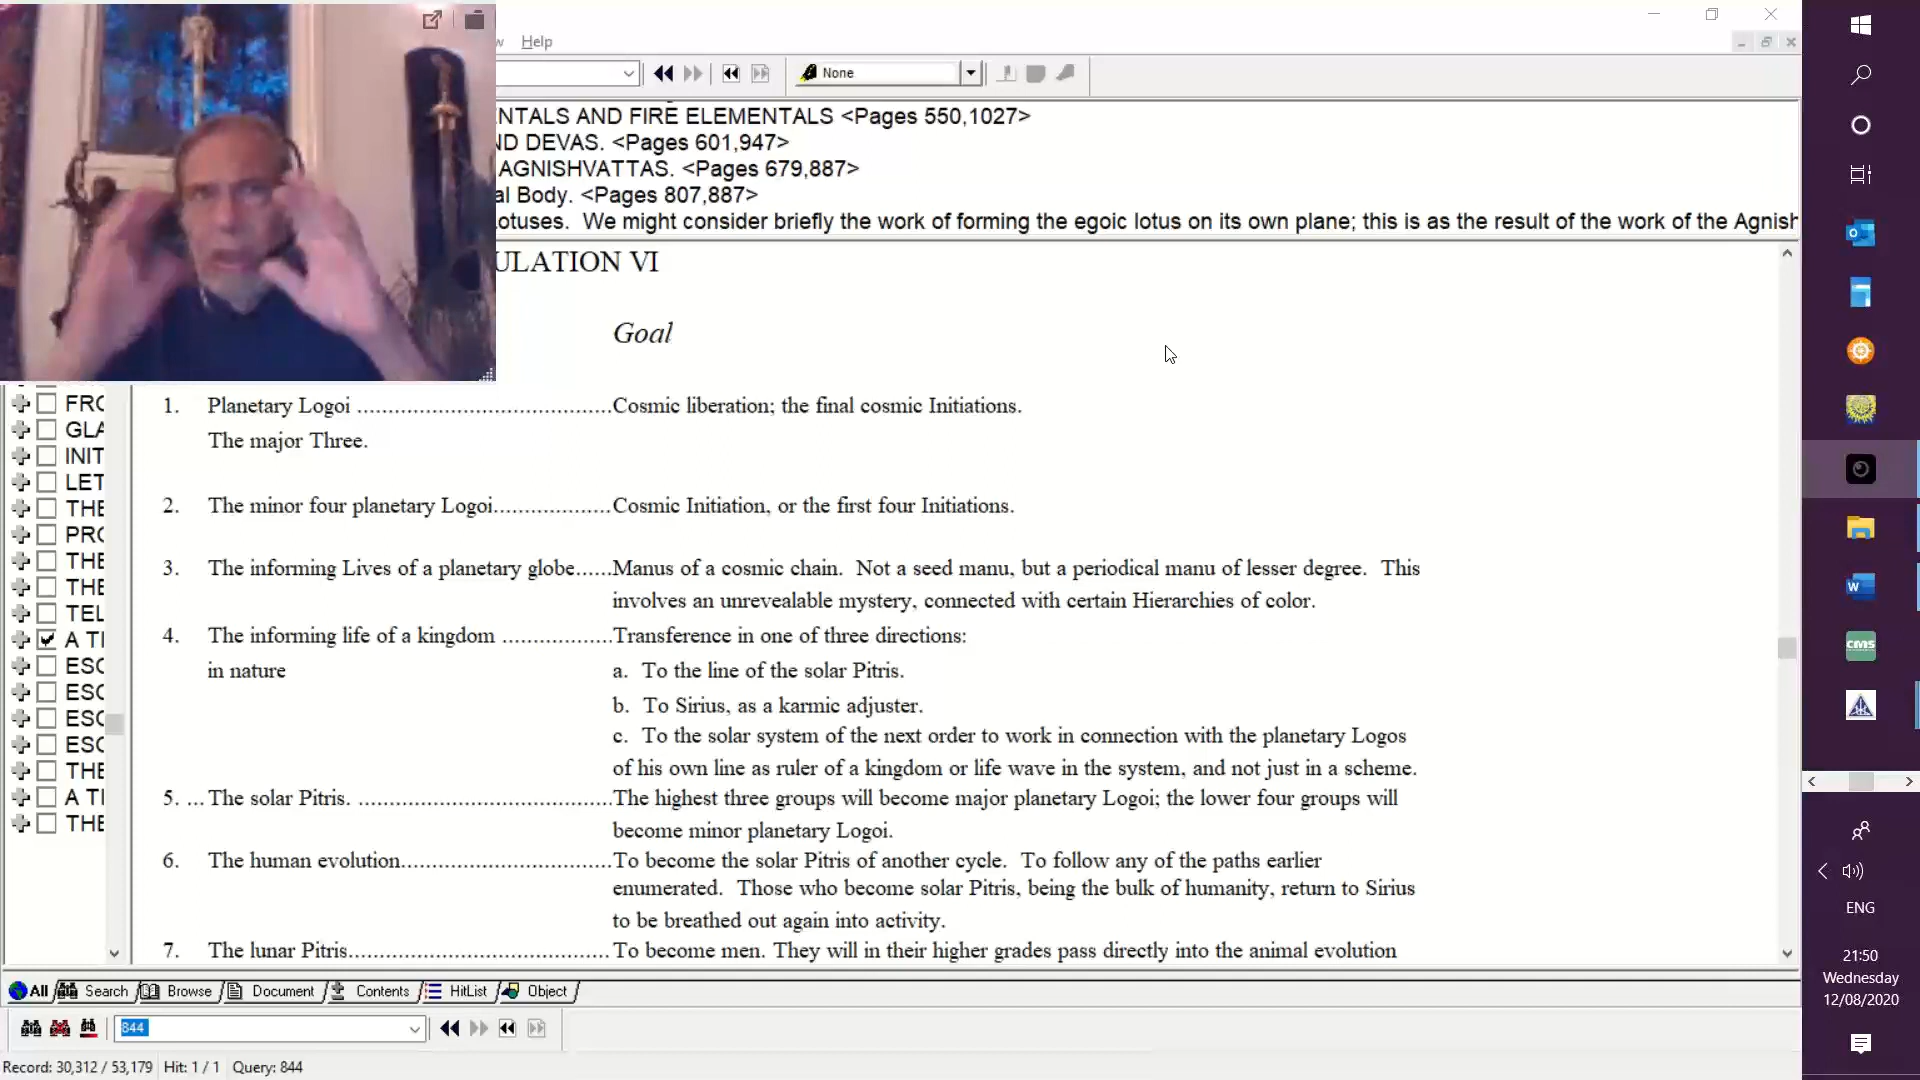 Help
None
NTALS AND FIRE ELEMENTALS <Pages 550,1027>
ND DEVAS. <Pages 601,947>
AGNISHVATTAS. <Pages 679,887>
al Body. <Pages 807,887>
Lotuses. We might consider briefly the work of forming the egoic lotus on its own plane; this is as the result of the work of the Agnish
ULATION VI
Goal
1. Planetary Logoi ........................................Cosmic liberation; the final cosmic Initiations.
The major Three.
2. The minor four planetary Logoi...................Cosmic Initiation, or the first four Initiations.
3. The informing Lives of a planetary globe......Manus of a cosmic chain. Not a seed manu, but a periodical manu of lesser degree. This
involves an unrevealable mystery, connected with certain Hierarchies of color.
4. The informing life of a kingdom ..................Transference in one of three directions:
in nature
a. To the line of the solar Pitris.
b. To Sirius, as a karmic adjuster.
c. To the solar system of the next order to work in connection with the planetary Logos
of his own line as ruler of a kingdom or life wave in the system, and not just in a scheme.
5. ... The solar Pitris. ........................................The highest three groups will become major planetary Logoi; the lower four groups will
become minor planetary Logoi.
6. The human evolution.................................To become the solar Pitris of another cycle. To follow any of the paths earlier
enumerated. Those who become solar Pitris, being the bulk of humanity, return to Sirius
to be breathed out again into activity.
7. The lunar Pitris.........................................To become men. They will in their higher grades pass directly into the animal evolution
FRO
GLA
INIT
LET
THE
PRO
THE
THE
TEL
A TI
ESO
ESO
ESO
ESO
THE
A TI
THE
All Search Browse Document Contents HitList Object
844
Record: 30,312 / 53,179 Hit: 1 / 1 Query: 844
cms
ENG
21:50
Wednesday
12/08/2020